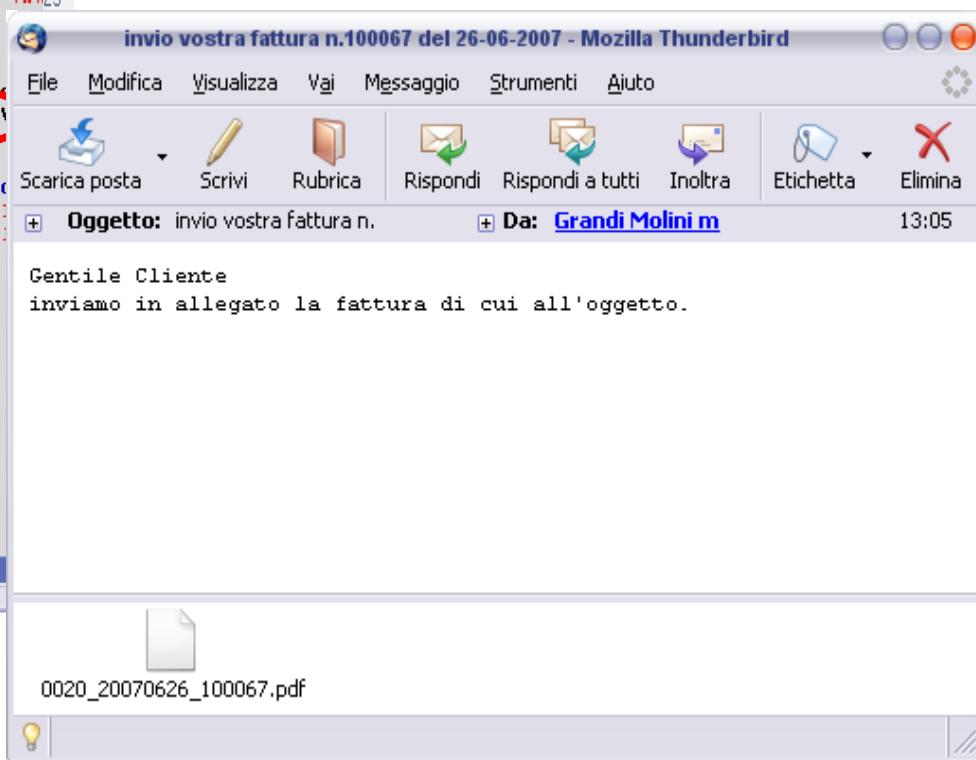 invio vostra fattura n.100067 del 26-06-2007 - Mozilla Thunderbird
File Modifica Visualizza Vai Messaggio Strumenti Aiuto
Scarica posta Scrivi Rubrica Rispondi Rispondi a tutti Inoltra Etichetta Elimina
Oggetto: invio vostra fattura n. Da: Grandi Molini m 13:05
Gentile Cliente
inviamo in allegato la fattura di cui all'oggetto.
0020_20070626_100067.pdf